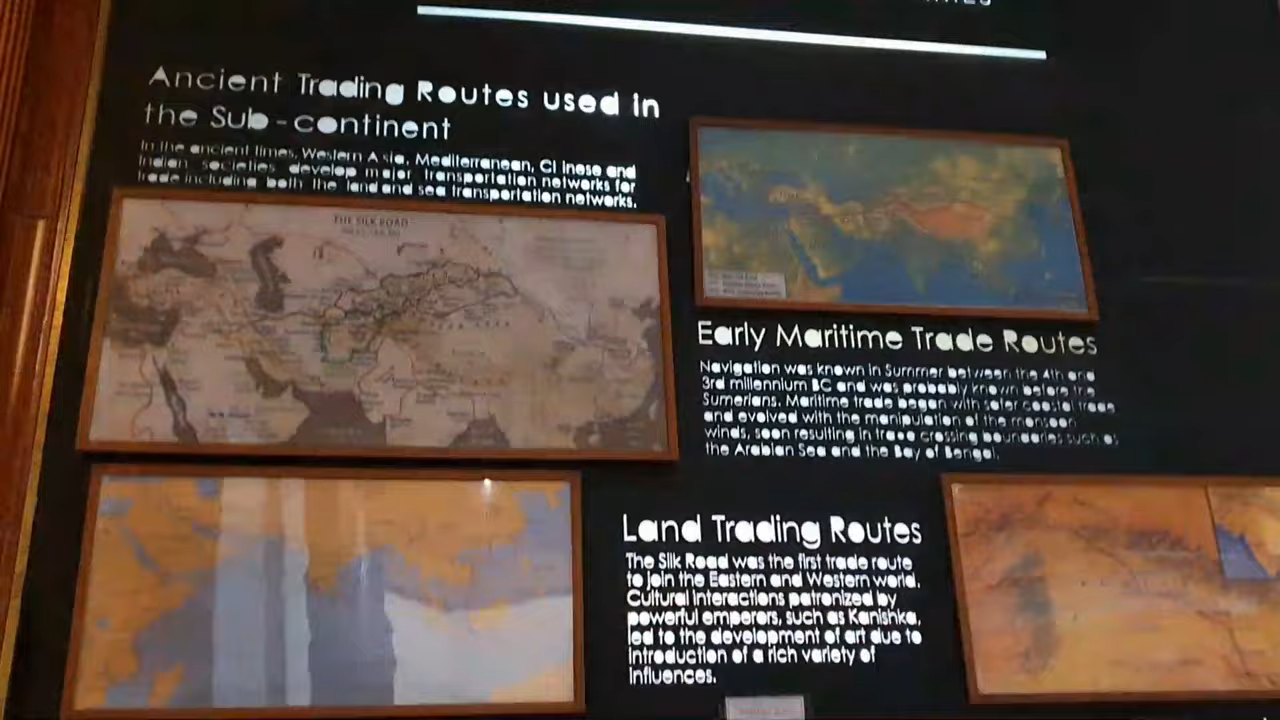 Ancient Trading Routes used in
the Sub-continent
In the ancient times, Western Asia, Mediterranean, Chinese and
Indian societies develop major transportation networks for
trade including both the land and sea transportation networks.
THE SILK ROAD
Early Maritime Trade Routes
Navigation was known in Summer between the 4th and
3rd millennium BC and was probably known before the
Sumerians. Maritime trade began with safer coastal trade
and evolved with the manipulation of the monsoon
winds, soon resulting in trade crossing boundaries such as
the Arabian Sea and the Bay of Bengal.
Land Trading Routes
The Silk Road was the first trade route
to join the Eastern and Western world.
Cultural interactions patronized by
powerful emperors, such as Kanishka,
led to the development of art due to
introduction of a rich variety of
influences.